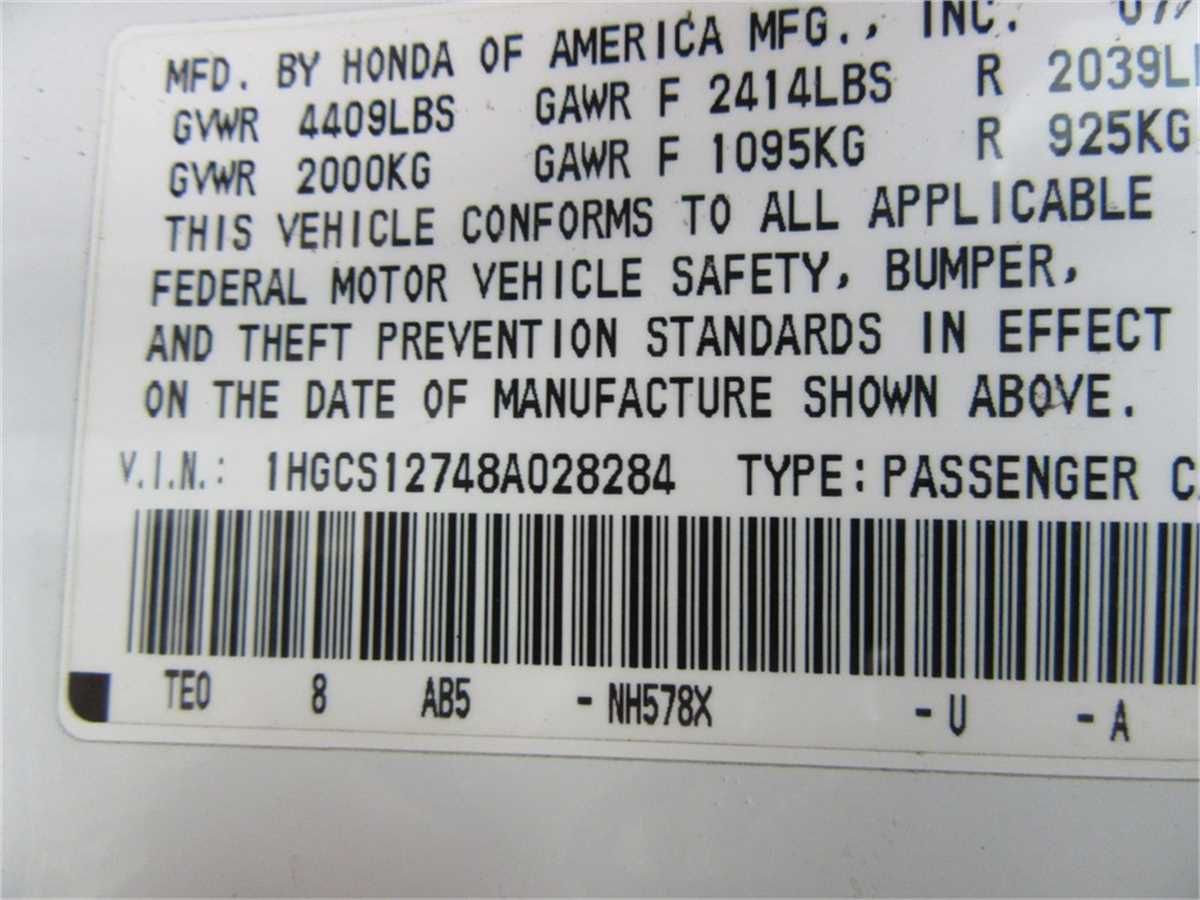 MFD. BY HONDA OF AMERICA MFG., INC. 07/
GVWR 4409LBS GAWR F 2414LBS R 2039L
GVWR 2000KG GAWR F 1095KG R 925KG
THIS VEHICLE CONFORMS TO ALL APPLICABLE
FEDERAL MOTOR VEHICLE SAFETY, BUMPER,
AND THEFT PREVENTION STANDARDS IN EFFECT
ON THE DATE OF MANUFACTURE SHOWN ABOVE.
V.I.N.: 1HGCS12748A028284 TYPE: PASSENGER
TE0 8 AB5 -NH578X -U -A